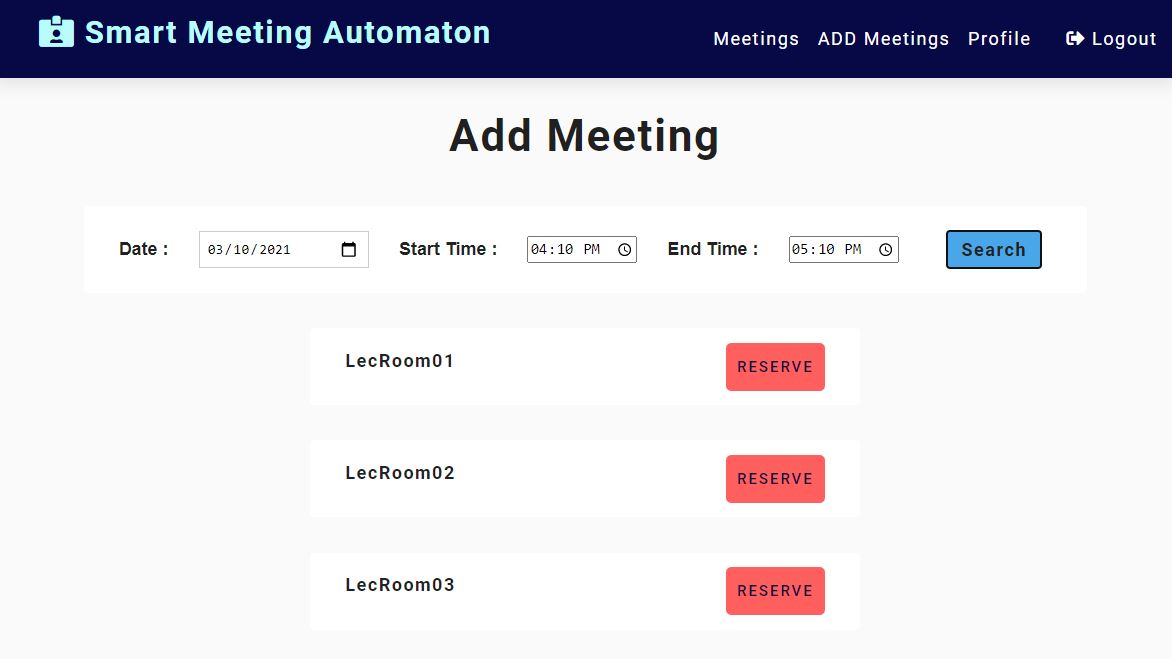 Smart Meeting Automaton
Meetings ADD Meetings Profile Logout
Add Meeting
Date : 03/10/2021 Start Time : 04:10 PM End Time : 05:10 PM Search
LecRoom01 RESERVE
LecRoom02 RESERVE
LecRoom03 RESERVE